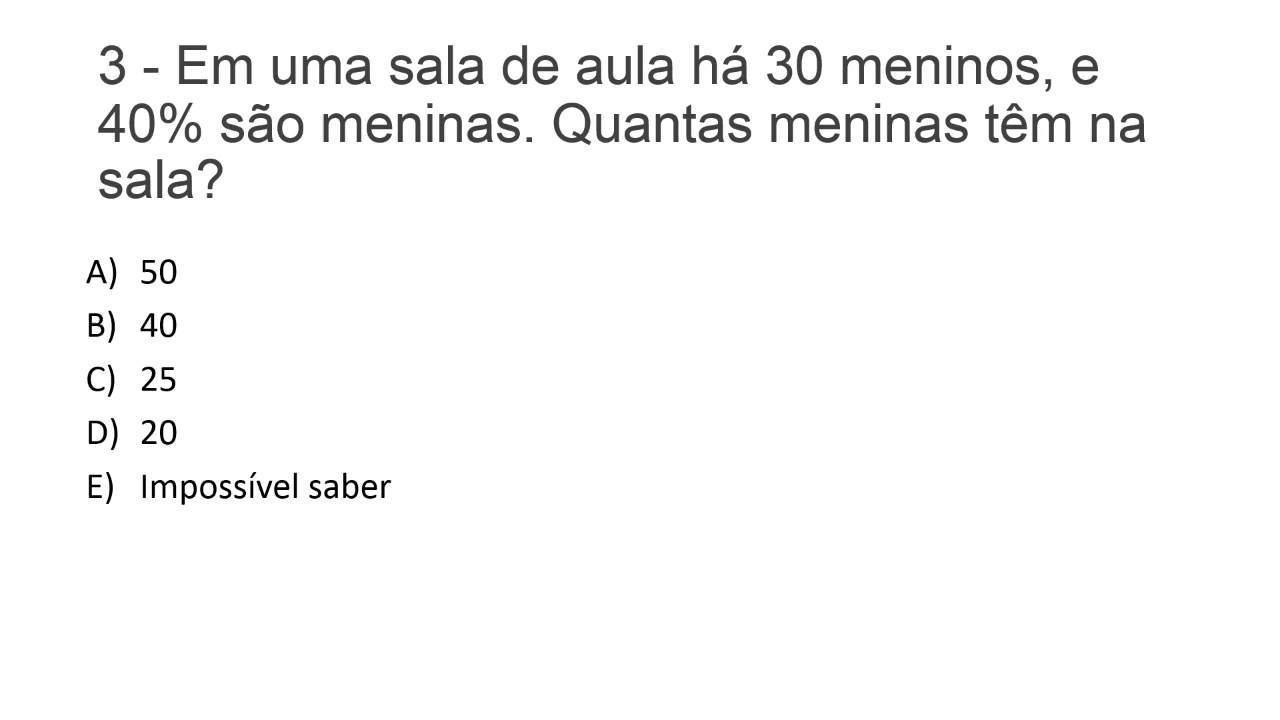 3 - Em uma sala de aula há 30 meninos, e
40% são meninas. Quantas meninas têm na
sala?
A) 50
B) 40
C) 25
D) 20
E) Impossível saber